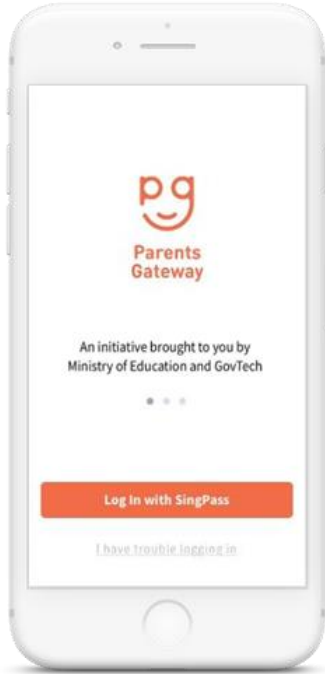 pg
Parents
Gateway
An initiative brought to you by
Ministry of Education and GovTech
Log In with SingPass
I have trouble logging in